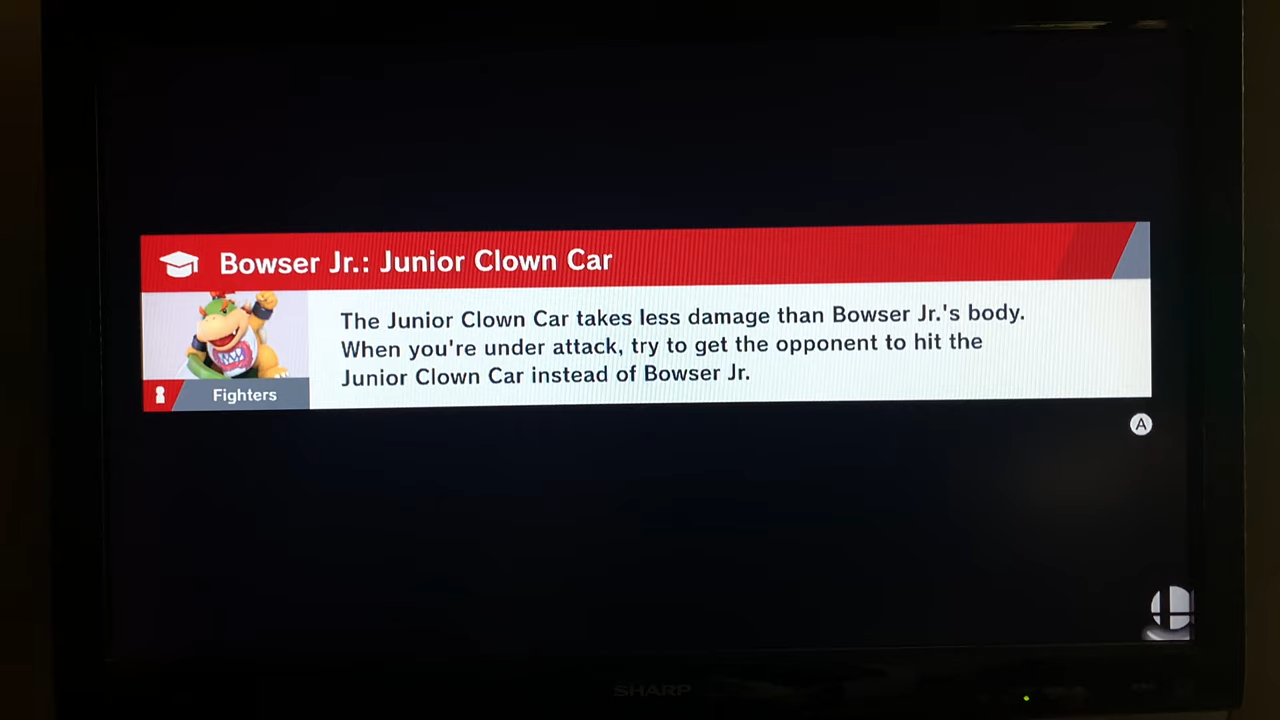 Bowser Jr.: Junior Clown Car
The Junior Clown Car takes less damage than Bowser Jr.'s body.
When you're under attack, try to get the opponent to hit the
Junior Clown Car instead of Bowser Jr.
Fighters
A
SHARP